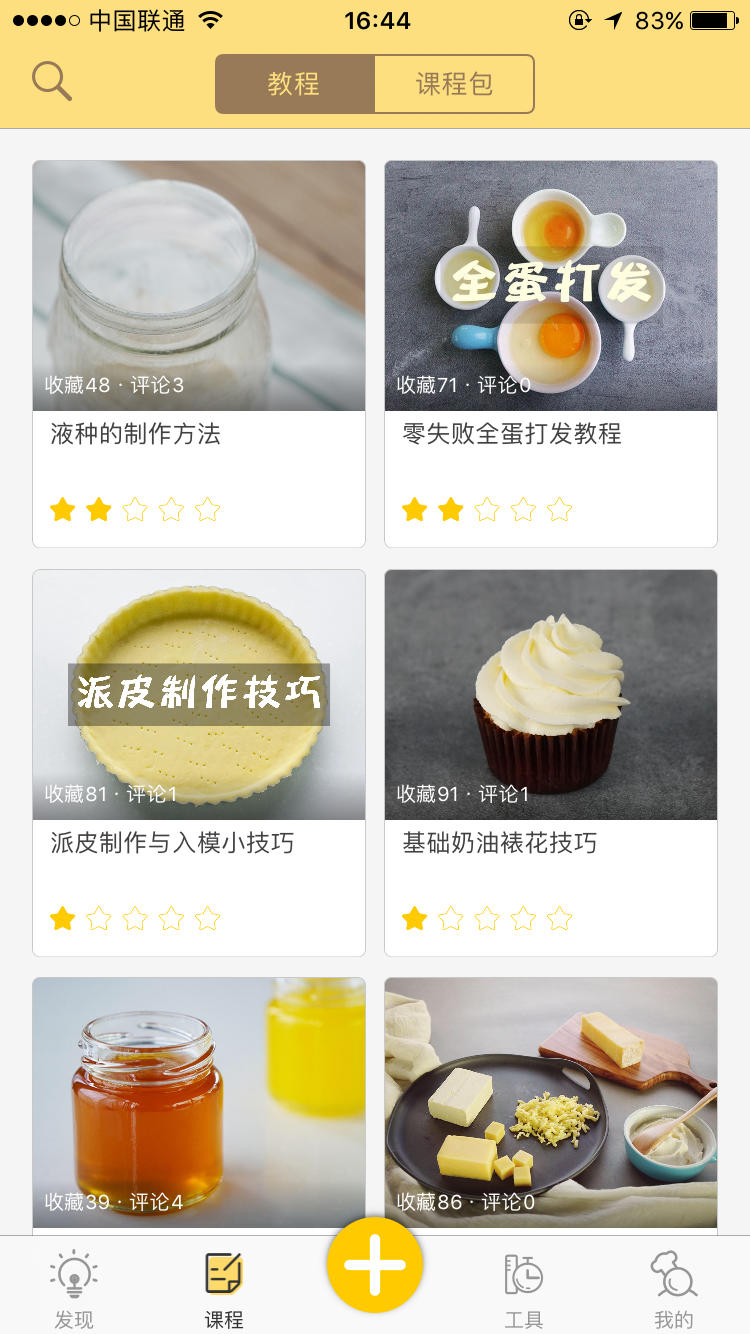 中国联通 16:44 83%
教程 课程包
全蛋打发
收藏48 · 评论3 收藏71 · 评论0
液种的制作方法 零失败全蛋打发教程
派皮制作技巧
收藏81 · 评论1 收藏91 · 评论1
派皮制作与入模小技巧 基础奶油裱花技巧
收藏39 · 评论4 收藏86 · 评论0
发现 课程 工具 我的